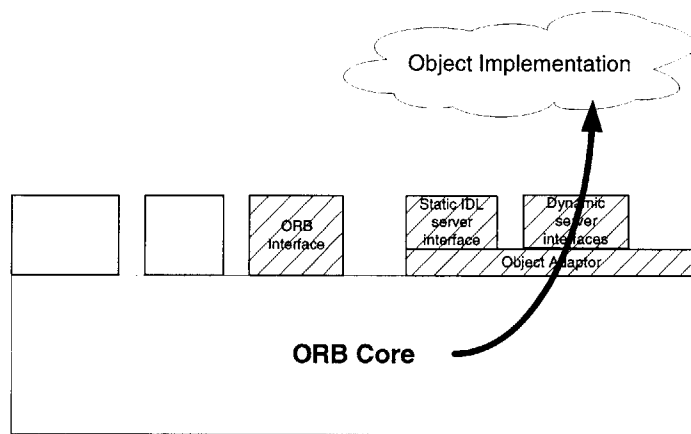 Object Implementation
ORB
Interface
Static IDL
server
interface
Dynamic
server
interfaces
Object Adaptor
ORB Core